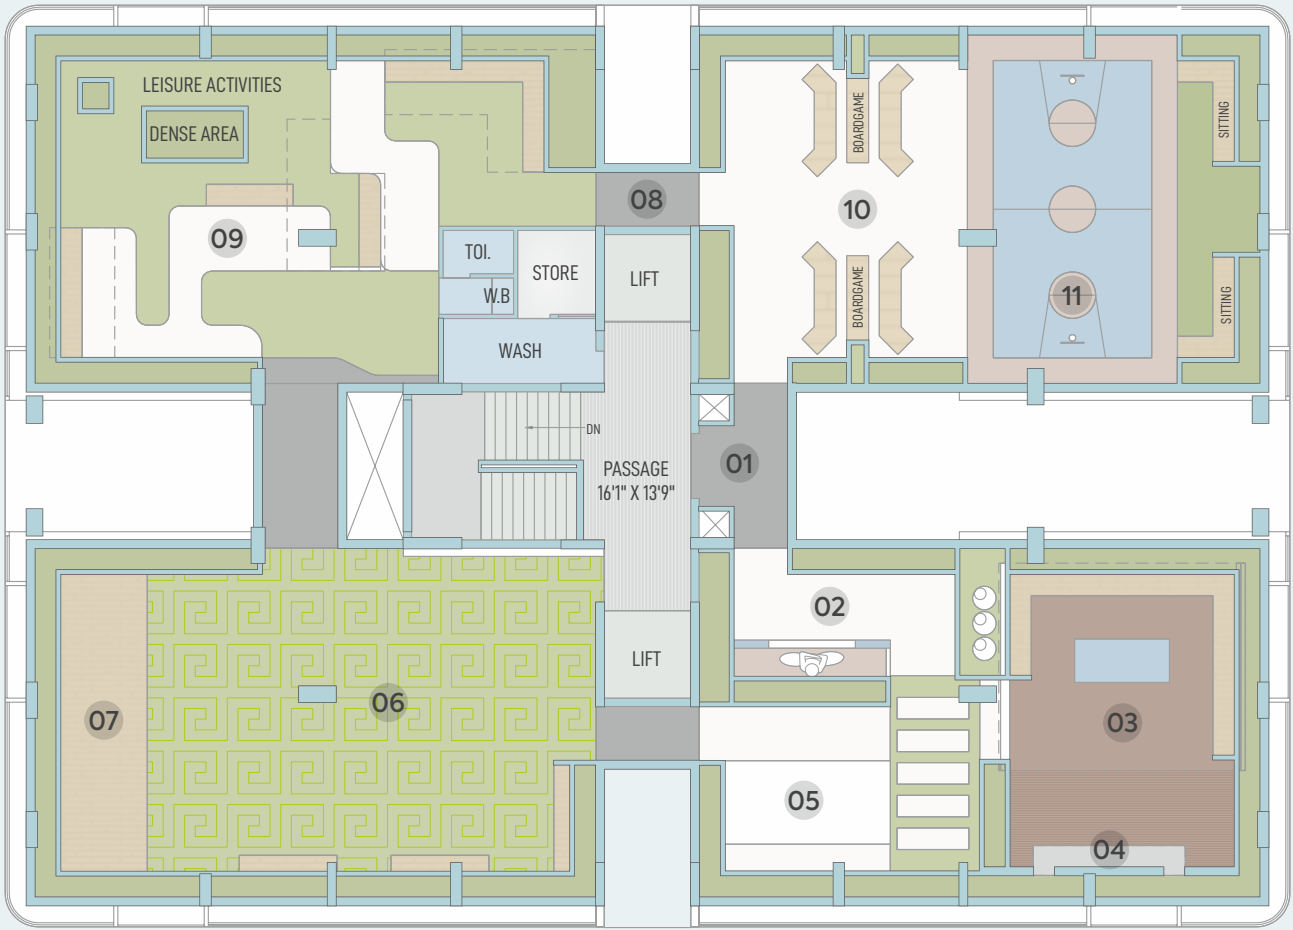 LEISURE ACTIVITIES
DENSE AREA
BOARDGAME
SITTING
08
10
09
TOI.
STORE
LIFT
W.B
11
BOARDGAME
SITTING
WASH
DN
PASSAGE
16'1" X 13'9"
01
02
LIFT
06
07
03
05
04